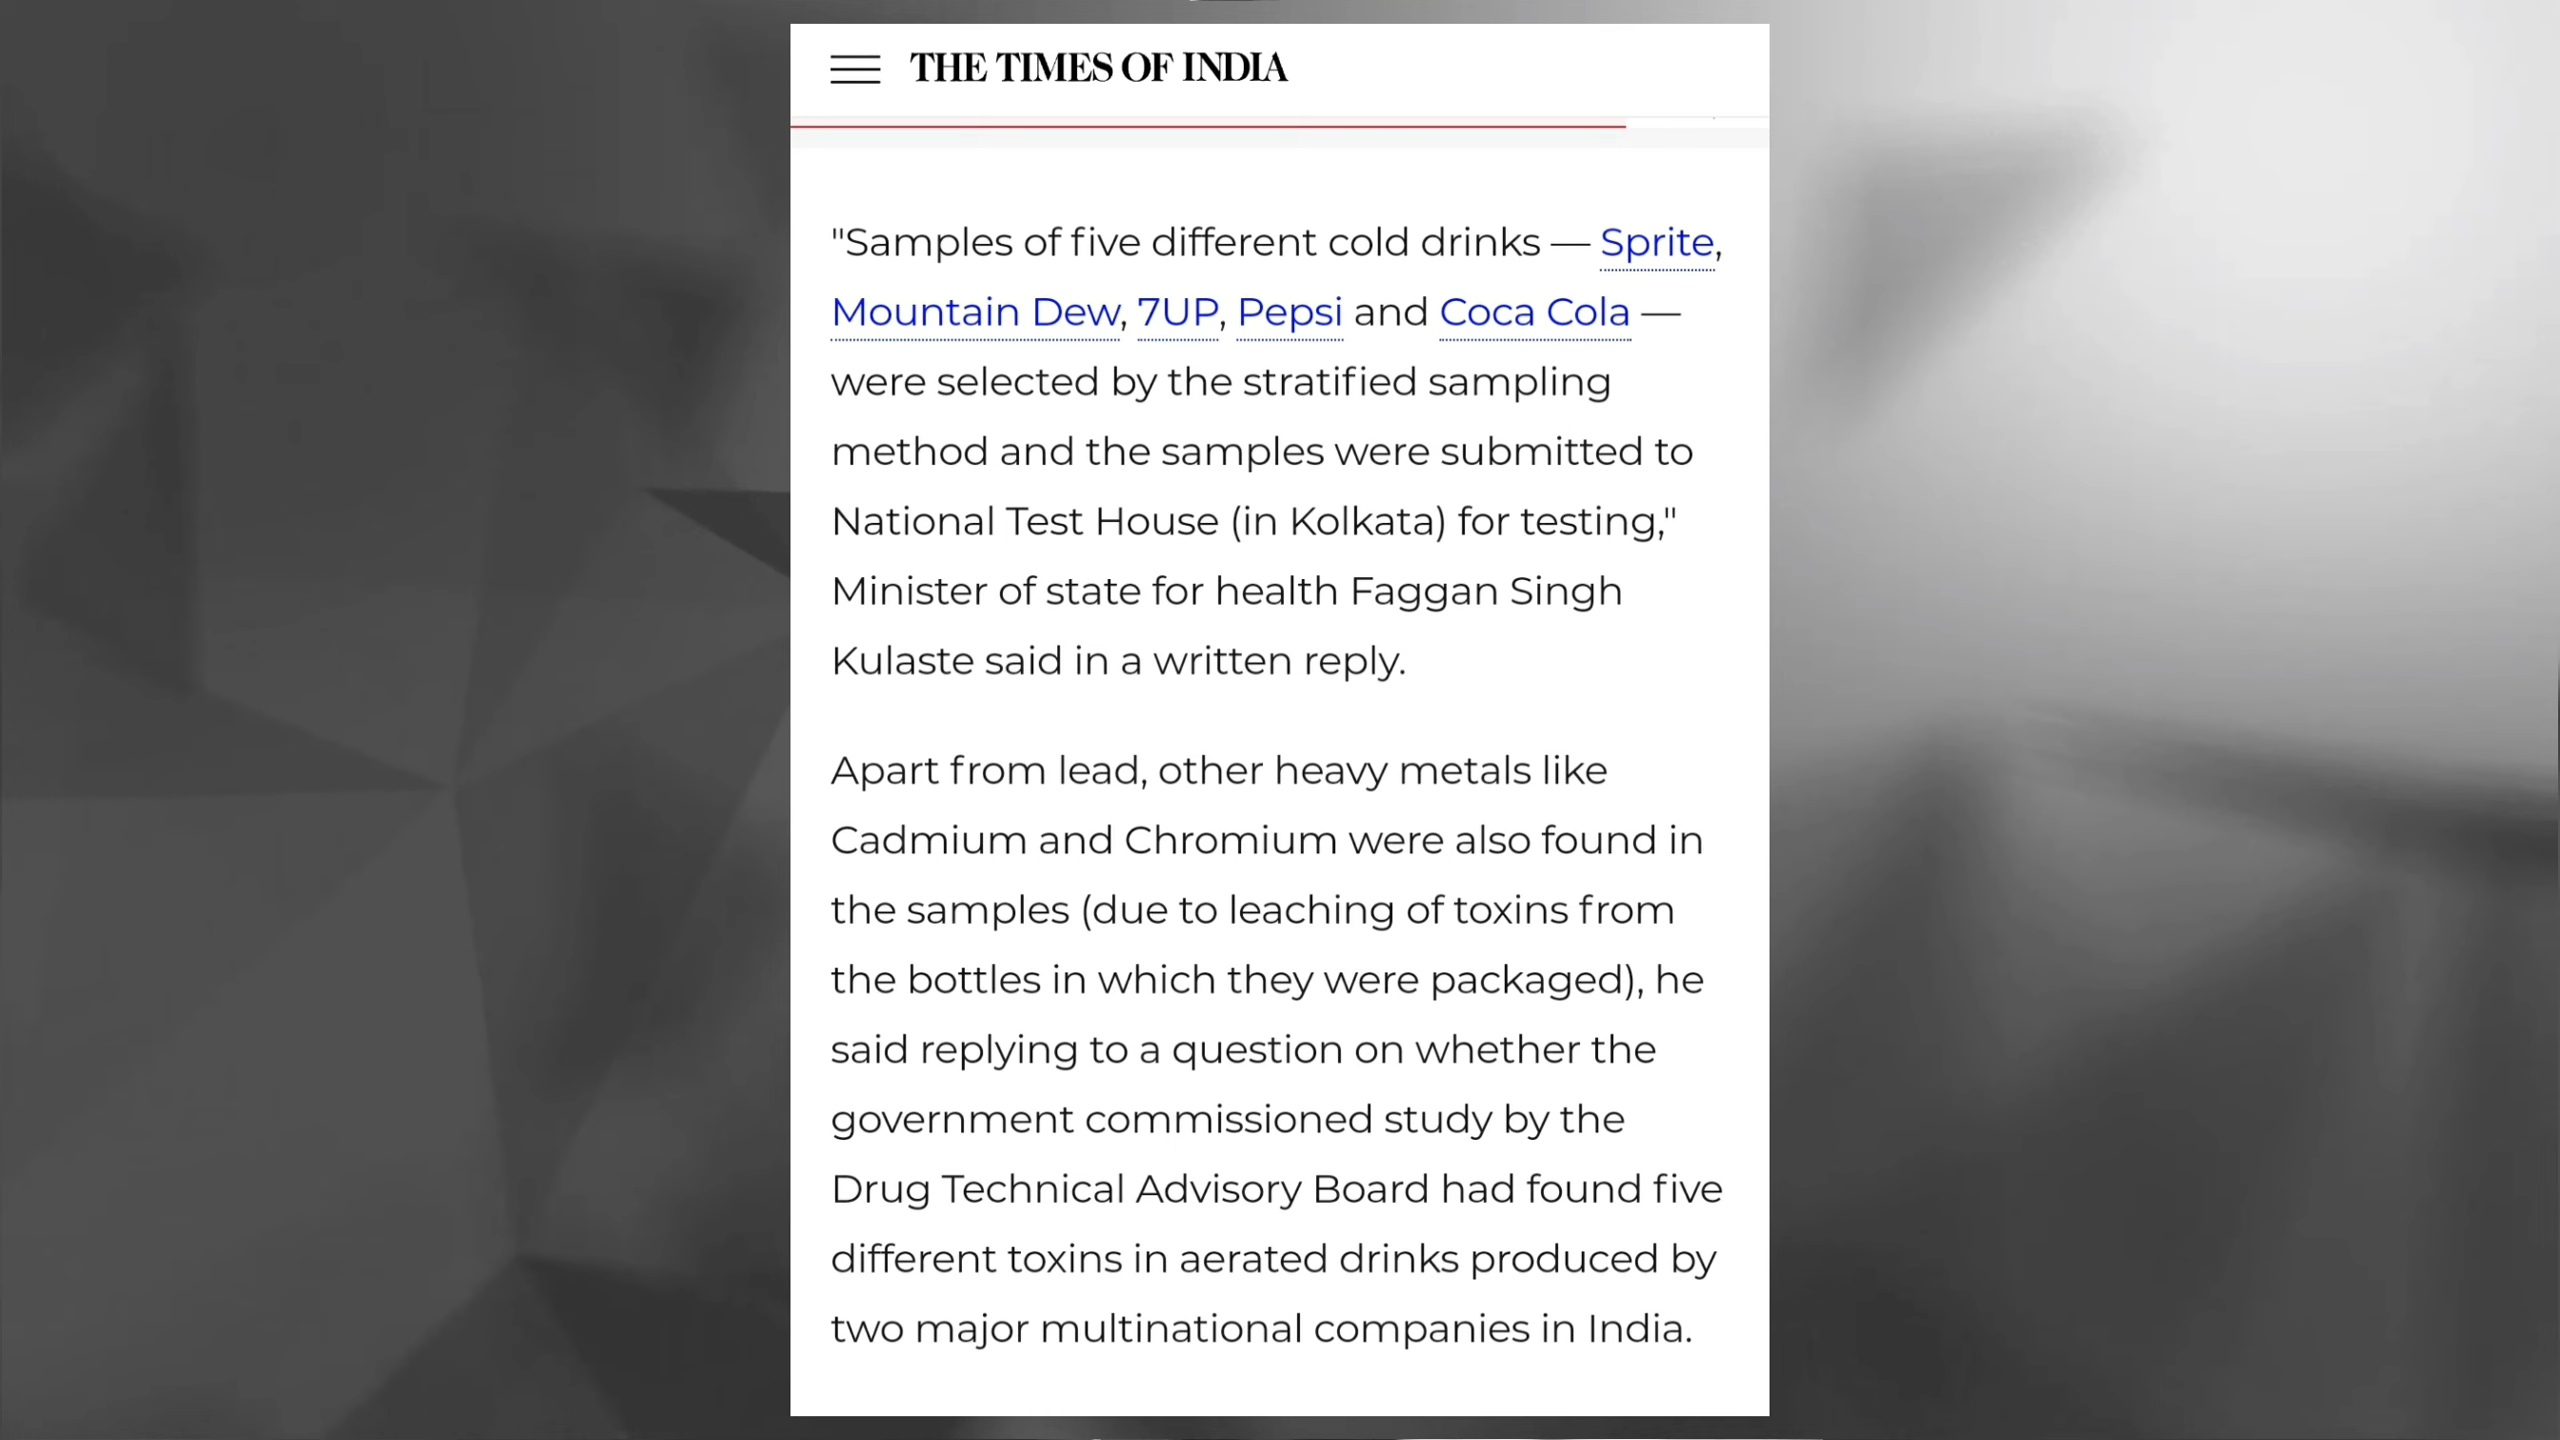 THE TIMES OF INDIA
"Samples of five different cold drinks — Sprite,
Mountain Dew, 7UP, Pepsi and Coca Cola —
were selected by the stratified sampling
method and the samples were submitted to
National Test House (in Kolkata) for testing,"
Minister of state for health Faggan Singh
Kulaste said in a written reply.
Apart from lead, other heavy metals like
Cadmium and Chromium were also found in
the samples (due to leaching of toxins from
the bottles in which they were packaged), he
said replying to a question on whether the
government commissioned study by the
Drug Technical Advisory Board had found five
different toxins in aerated drinks produced by
two major multinational companies in India.